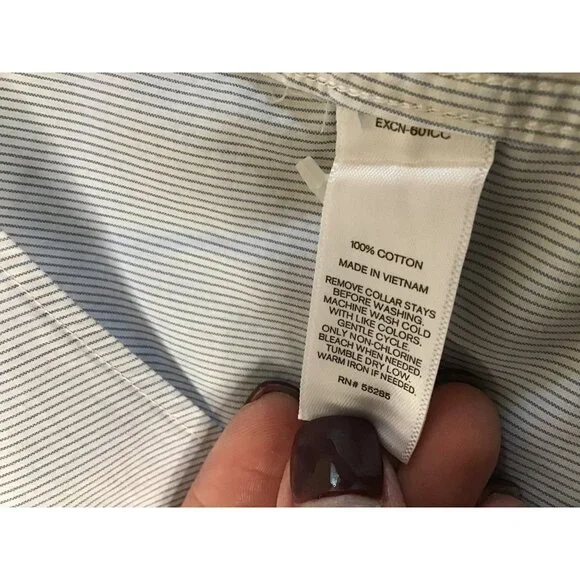 EXCN-601CC
100% COTTON
MADE IN VIETNAM
REMOVE COLLAR STAYS
BEFORE WASHING.
MACHINE WASH COLD
WITH LIKE COLORS.
GENTLE CYCLE.
ONLY NON-CHLORINE
BLEACH WHEN NEEDED.
TUMBLE DRY LOW.
WARM IRON IF NEEDED.
RN# 55285